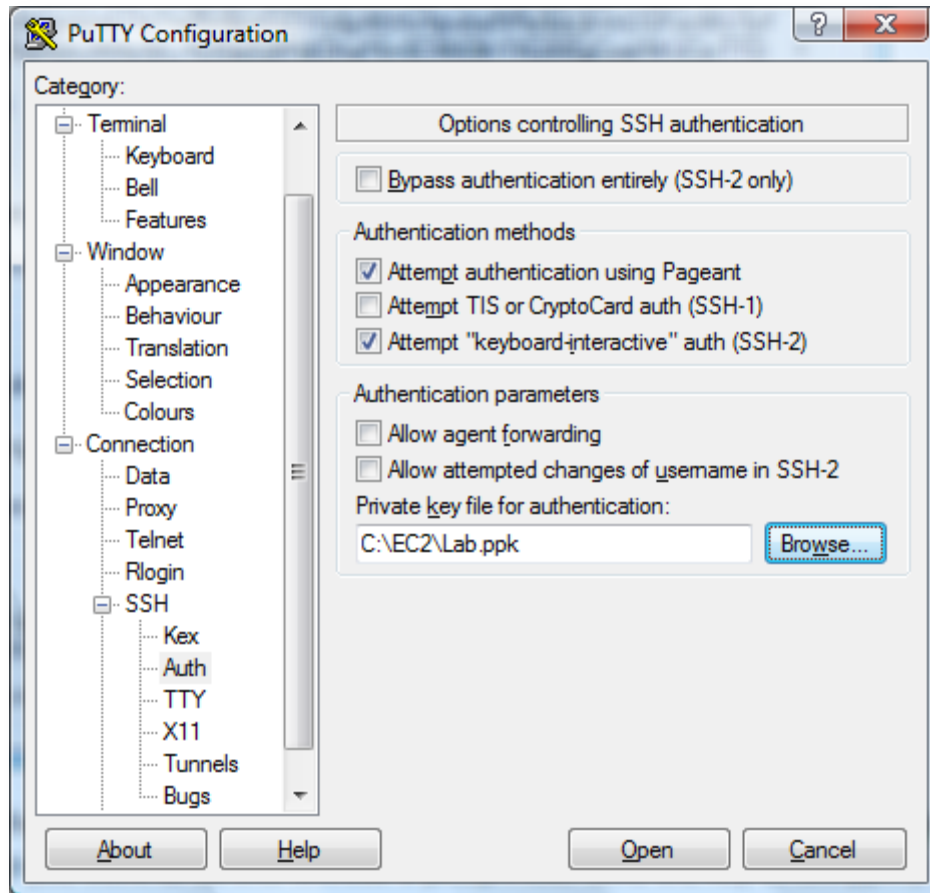 PuTTY Configuration
Category:
Terminal
Keyboard
Bell
Features
Window
Appearance
Behaviour
Translation
Selection
Colours
Connection
Data
Proxy
Telnet
Rlogin
SSH
Kex
Auth
TTY
X11
Tunnels
Bugs
Options controlling SSH authentication
Bypass authentication entirely (SSH-2 only)
Authentication methods
Attempt authentication using Pageant
Attempt TIS or CryptoCard auth (SSH-1)
Attempt "keyboard-interactive" auth (SSH-2)
Authentication parameters
Allow agent forwarding
Allow attempted changes of username in SSH-2
Private key file for authentication:
C:\EC2\Lab.ppk
Browse...
About
Help
Open
Cancel